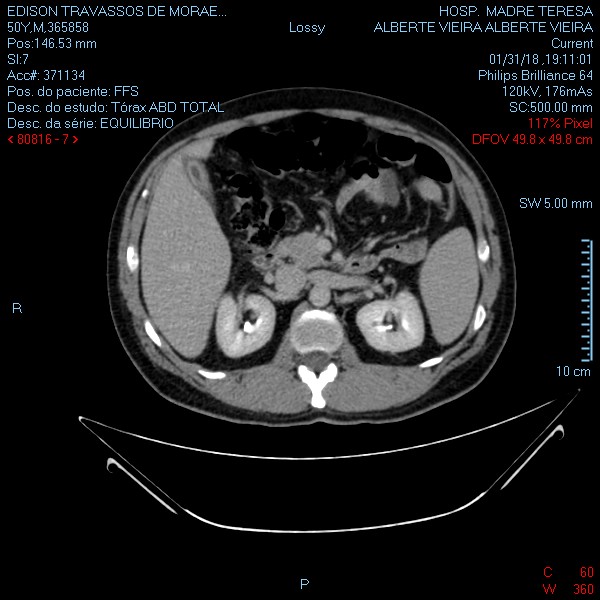 EDISON TRAVASSOS DE MORAE...
50Y,M,365858
Pos:146.53 mm
SI:7
Acc#: 371134
Pos. do paciente: FFS
Desc. do estudo: Tórax ABD TOTAL
Desc. da série: EQUILIBRIO
< 80816 - 7 >
Lossy
HOSP. MADRE TERESA
ALBERTE VIEIRA ALBERTE VIEIRA
Current
01/31/18 ,19:11:01
Philips Brilliance 64
120kV, 176mAs
SC:500.00 mm
117% Pixel
DFOV 49.8 x 49.8 cm
SW 5.00 mm
R
10 cm
P
C 60
W 360